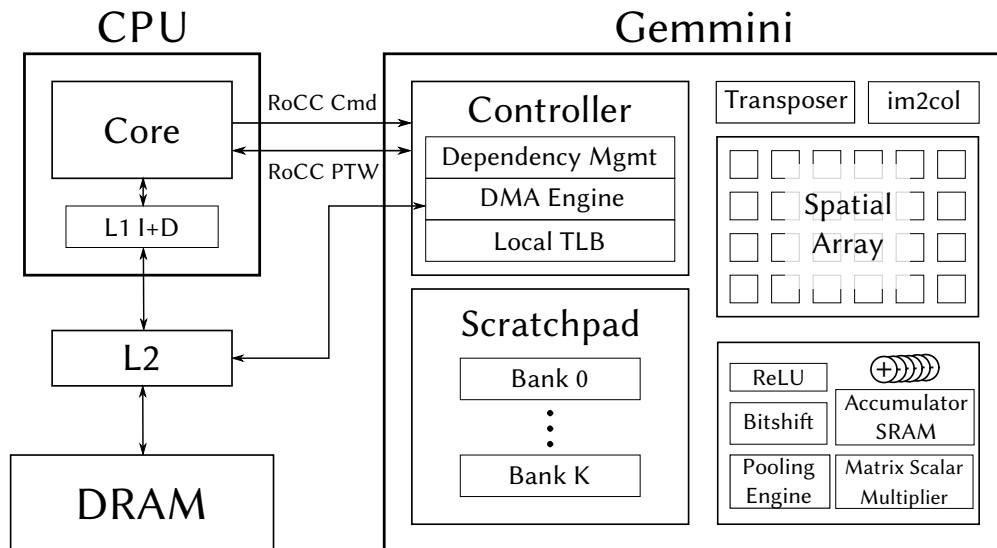 CPU
Gemmini
Core
L1 I+D
L2
DRAM
RoCC Cmd
RoCC PTW
Controller
Dependency Mgmt
DMA Engine
Local TLB
Scratchpad
Bank 0
Bank K
Transposer
im2col
Spatial
Array
ReLU
+
Bitshift
Accumulator
SRAM
Pooling
Engine
Matrix Scalar
Multiplier